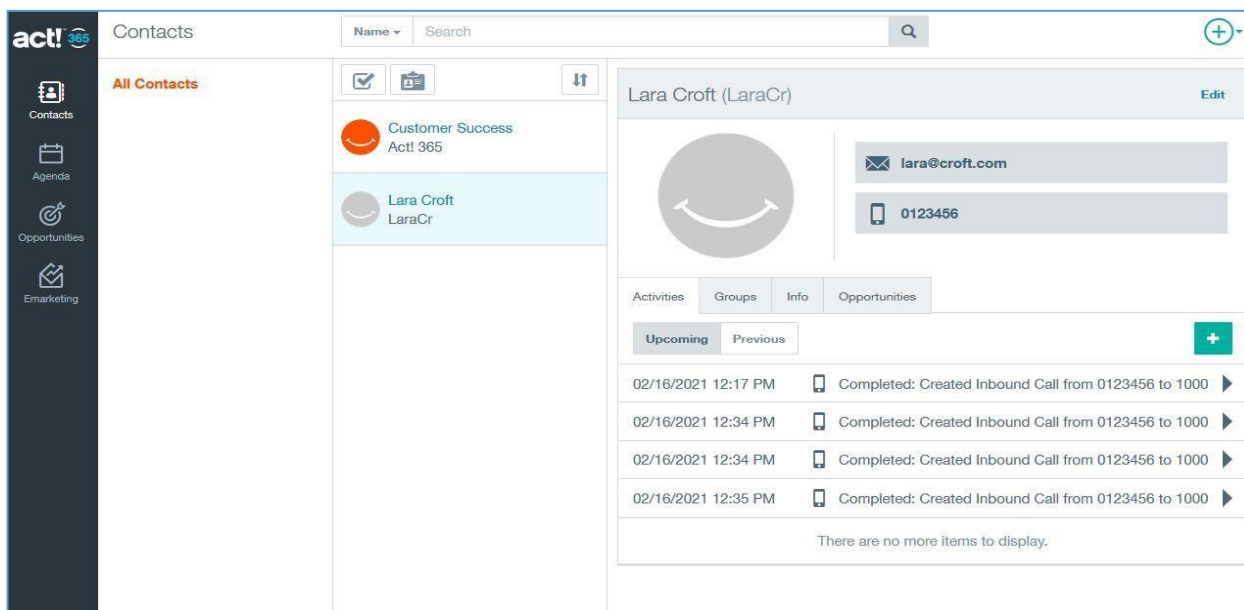 act! 365
Contacts
Agenda
Opportunities
Emarketing
Contacts
Name
Search
All Contacts
Customer Success
Act! 365
Lara Croft
LaraCr
Lara Croft (LaraCr)
Edit
lara@croft.com
0123456
Activities Groups Info Opportunities
Upcoming Previous
02/16/2021 12:17 PM Completed: Created Inbound Call from 0123456 to 1000
02/16/2021 12:34 PM Completed: Created Inbound Call from 0123456 to 1000
02/16/2021 12:34 PM Completed: Created Inbound Call from 0123456 to 1000
02/16/2021 12:35 PM Completed: Created Inbound Call from 0123456 to 1000
There are no more items to display.